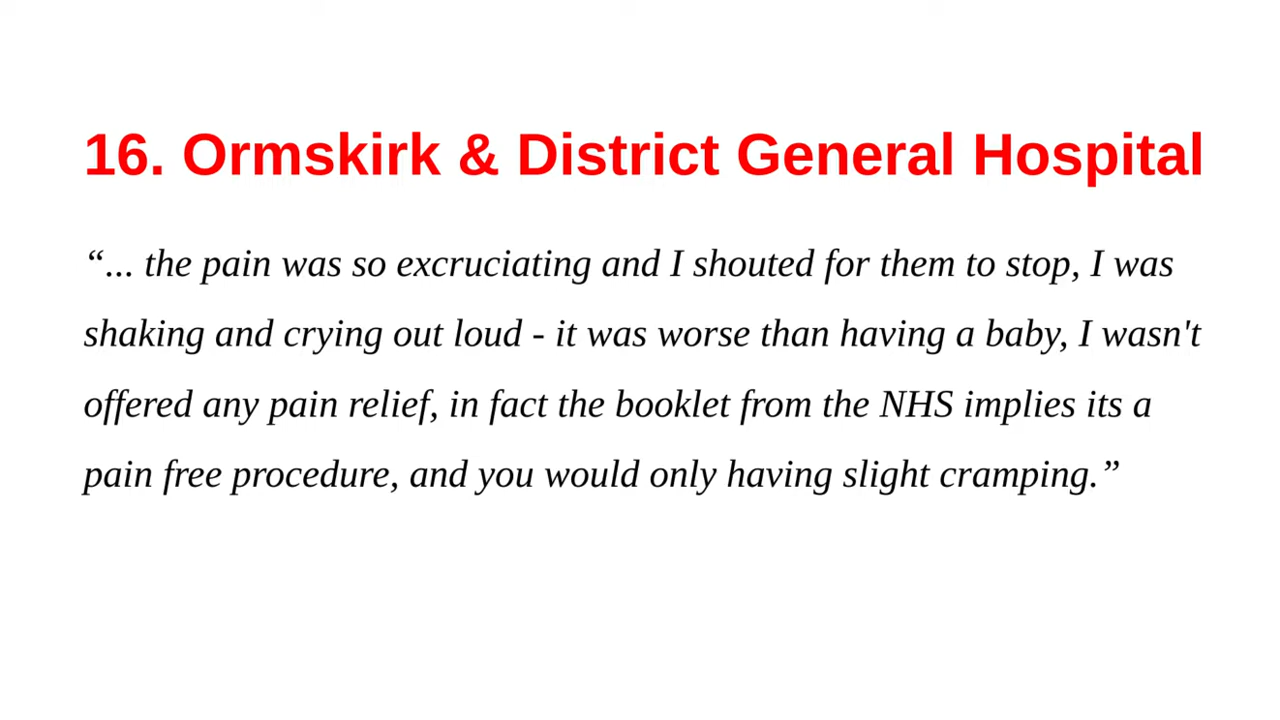 16. Ormskirk & District General Hospital
“... the pain was so excruciating and I shouted for them to stop, I was
shaking and crying out loud - it was worse than having a baby, I wasn't
offered any pain relief, in fact the booklet from the NHS implies its a
pain free procedure, and you would only having slight cramping.”